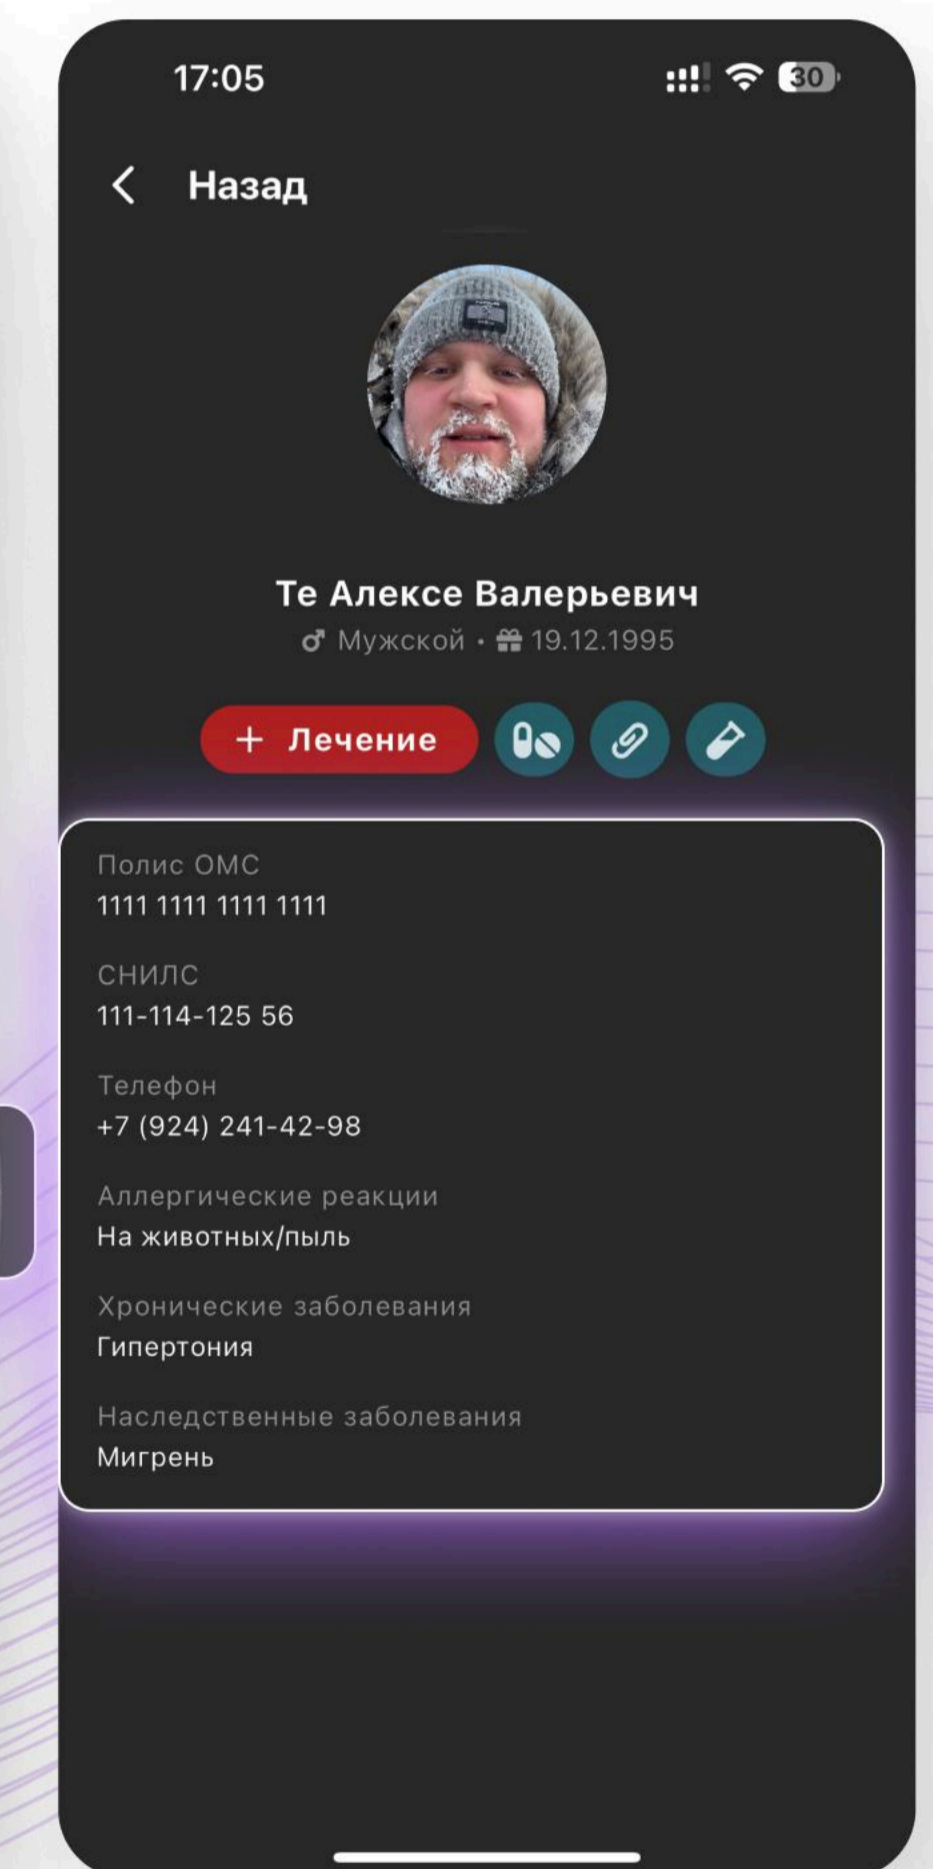 17:05
30
Назад
Те Алексе Валерьевич
Мужской • 19.12.1995
+ Лечение
Полис ОМС
1111 1111 1111 1111
СНИЛС
111-114-125 56
Телефон
+7 (924) 241-42-98
Аллергические реакции
На животных/пыль
Хронические заболевания
Гипертония
Наследственные заболевания
Мигрень